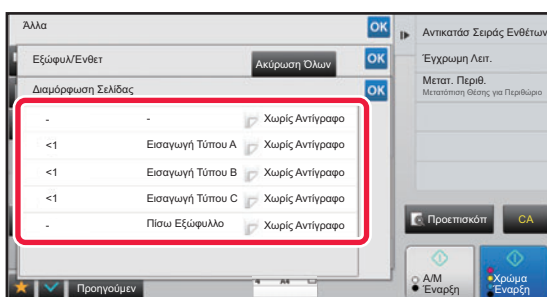 Άλλα
OK
Αντικατάσ Σειράς Ενθέτων
Εξώφυλ/Ένθετ
Ακύρωση Όλων
OK
Έγχρωμη Λειτ.
Διαμόρφωση Σελίδας
OK
Μετατ. Περιθ.
Μετατόπιση Θέσης για Περιθώριο
- - Χωρίς Αντίγραφο
<1 Εισαγωγή Τύπου A Χωρίς Αντίγραφο
<1 Εισαγωγή Τύπου B Χωρίς Αντίγραφο
<1 Εισαγωγή Τύπου C Χωρίς Αντίγραφο
- Πίσω Εξώφυλλο Χωρίς Αντίγραφο
Προεπισκόπ
CA
Προηγούμεν
A/M
Έναρξη
Χρώμα
Έναρξη